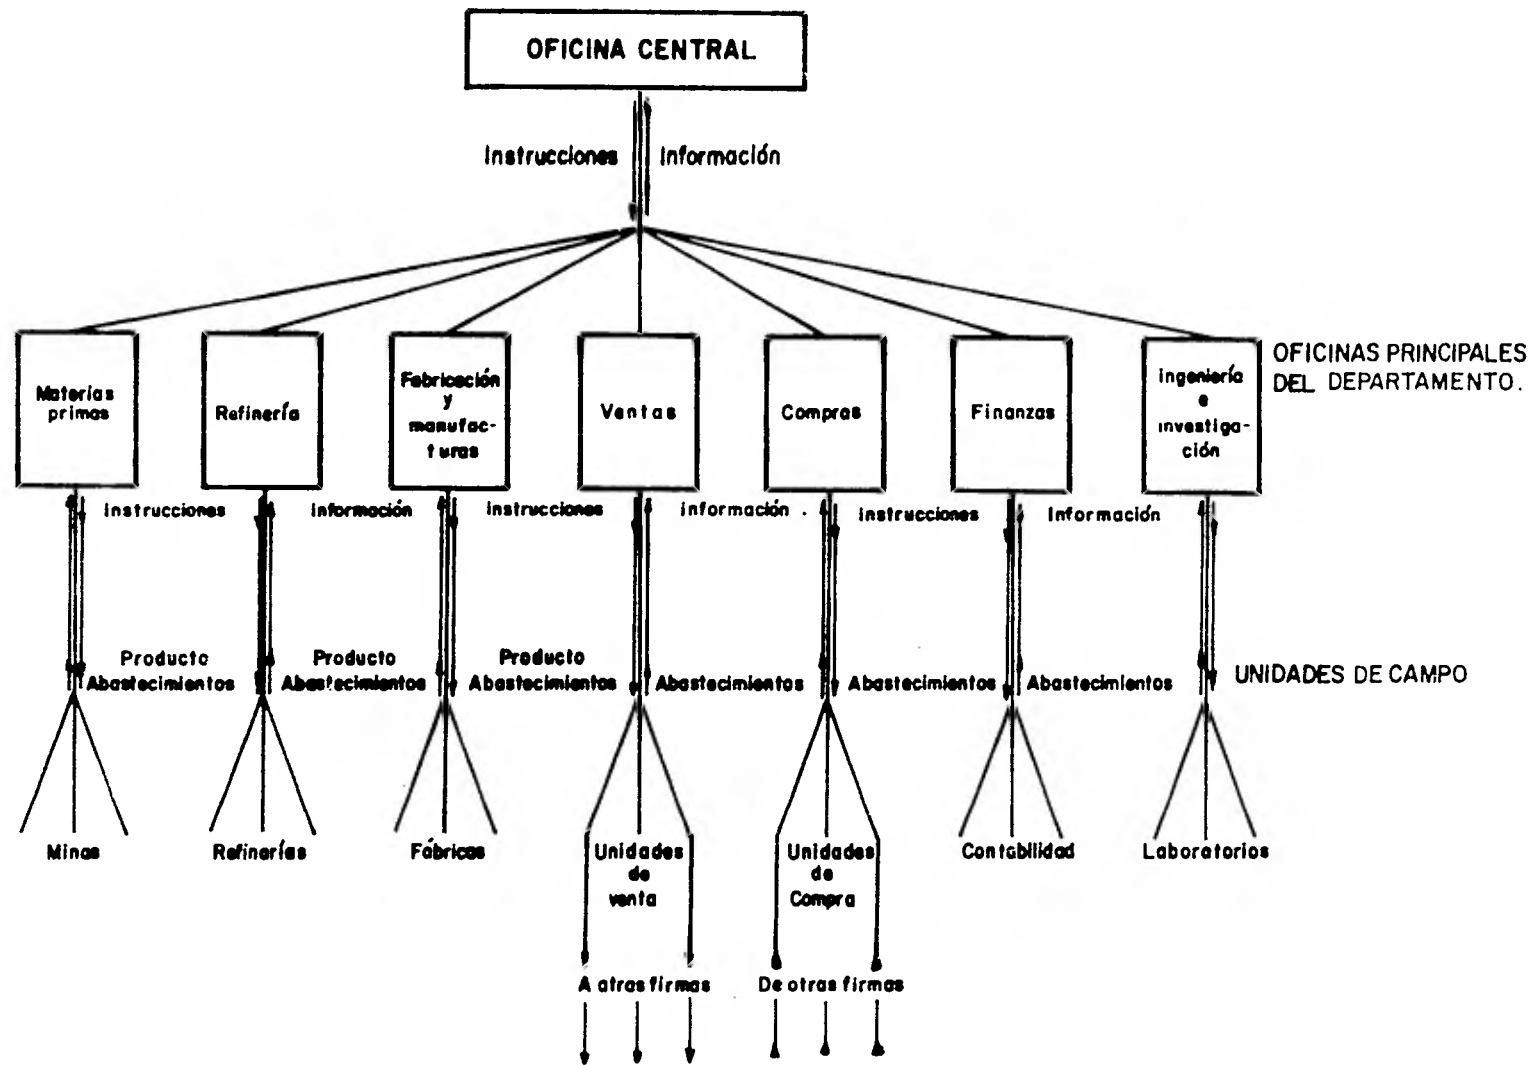 OFICINA CENTRAL
Instrucciones Información
OFICINAS PRINCIPALES
DEL DEPARTAMENTO.
Materias
primas
Refinería
Fabricación
y
manufac-
turas
Ventas
Compras
Finanzas
ingeniería
e
investiga-
ción
Instrucciones Información Instrucciones Información Instrucciones Información
Producto Producto Producto
Abastecimientos Abastecimientos Abastecimientos Abastecimientos Abastecimientos Abastecimientos
UNIDADES DE CAMPO
Minas
Refinerías
Fábricas
Unidades
de
venta
Unidades
de
Compra
Contabilidad
Laboratorios
A atras firmas
De otras firmas